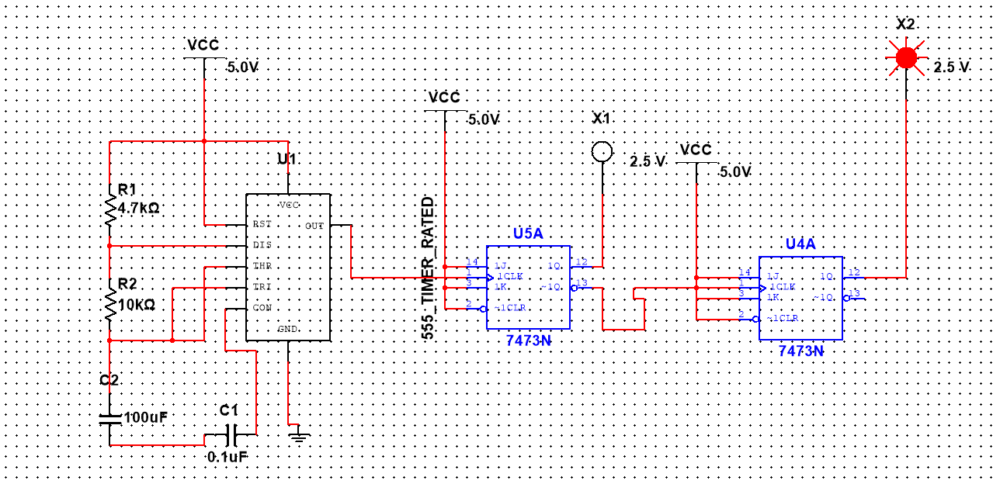 VCC
5.0V
U1
VCC
RST
DIS
THR
TRI
CON
GND
OUT
R1
4.7kΩ
R2
10kΩ
C2
100uF
C1
0.1uF
555_TIMER_RATED
VCC
5.0V
U5A
14
1
3
2
1J
1CLK
1K
~1CLR
1Q
~1Q
12
13
7473N
X1
2.5 V
VCC
5.0V
U4A
14
1
3
2
1J
1CLK
1K
~1CLR
1Q
~1Q
12
13
7473N
X2
2.5 V